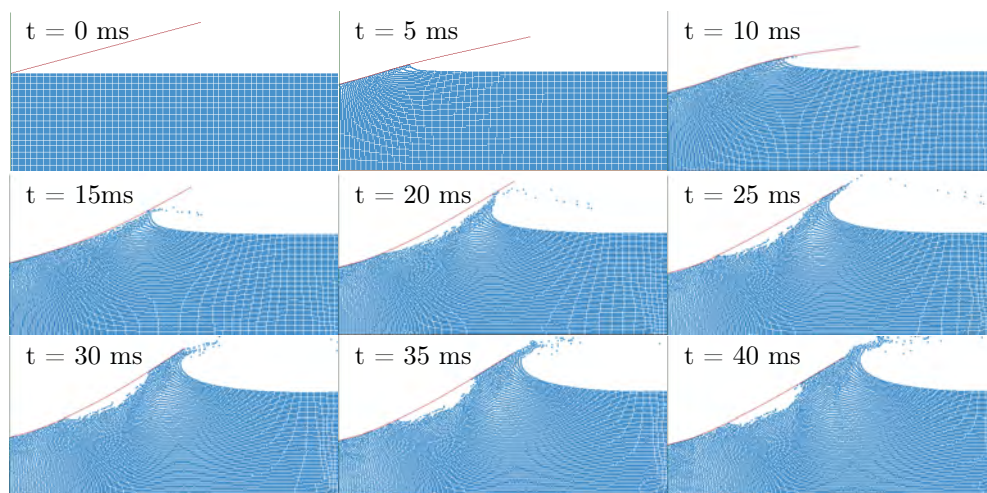 t = 0 ms
t = 5 ms
t = 10 ms
t = 15ms
t = 20 ms
t = 25 ms
t = 30 ms
t = 35 ms
t = 40 ms